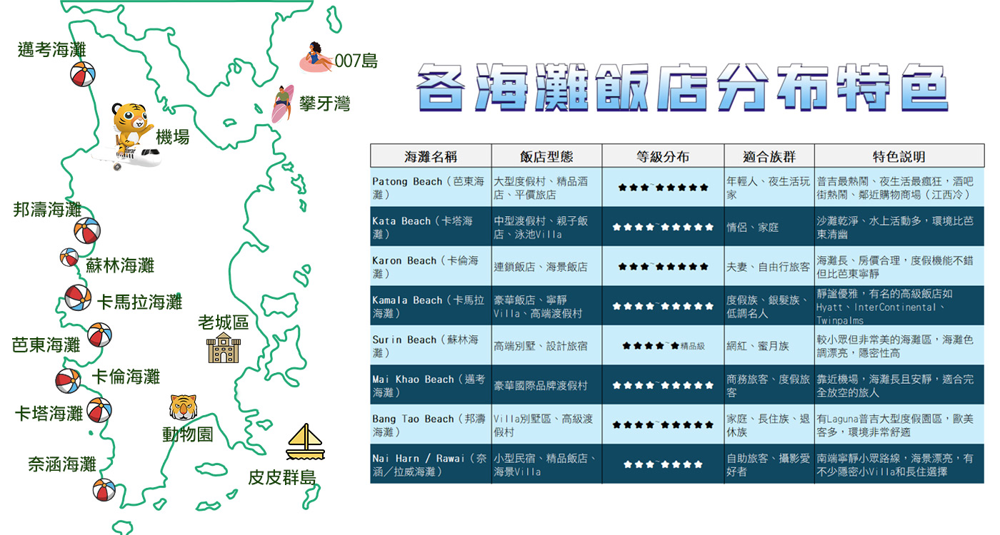 邁考海灘
007島
攀牙灣
機場
邦濤海灘
蘇林海灘
卡馬拉海灘
老城區
芭東海灘
卡倫海灘
卡塔海灘
動物園
奈涵海灘
皮皮群島
各海灘飯店分布特色
海灘名稱 飯店型態 等級分布 適合族群 特色説明
Patong Beach（芭東海
灘）
大型度假村、精品酒
店、平價旅店
★★★~★★★★★
年輕人、夜生活玩
家
普吉最熱鬧、夜生活最瘋狂，酒吧
街熱鬧、鄰近購物商場（江西冷）
Kata Beach（卡塔海
灘）
中型渡假村、親子飯
店、泳池Villa
★★★★~★★★★★
情侶、家庭
沙灘乾淨、水上活動多，環境比芭
東清幽
Karon Beach（卡倫海
灘）
連鎖飯店、海景飯店
★★★~★★★★★
夫妻、自由行旅客
海灘長、房價合理，度假機能不錯
但比芭東寧靜
Kamala Beach（卡馬拉
海灘）
豪華飯店、寧靜
Villa、高端渡假村
★★★★~★★★★★
度假族、銀髮族、
低調名人
靜謐優雅，有名的高級飯店如
Hyatt、InterContinental、
Twinpalms
Surin Beach（蘇林海
灘）
高端別墅、設計旅宿
★★★★~★精品級
網紅、蜜月族
較小眾但非常美的海灘區，海灘色
調漂亮，隱密性高
Mai Khao Beach（邁考
海灘）
豪華國際品牌渡假村
★★★★~★★★★★
商務旅客、度假旅
客
靠近機場，海灘長且安靜，適合完
全放空的旅人
Bang Tao Beach（邦濤
海灘）
Villa別墅區、高級渡
假村
★★★★~★★★★★
家庭、長住族、退
休族
有Laguna普吉大型度假園區，歐美
客多，環境非常舒適
Nai Harn / Rawai（奈
涵／拉威海灘）
小型民宿、精品飯店、
海景Villa
★★★~★★★★
自助旅客、攝影愛
好者
南端寧靜小眾路線，海景漂亮，有
不少隱密小Villa和長住選擇